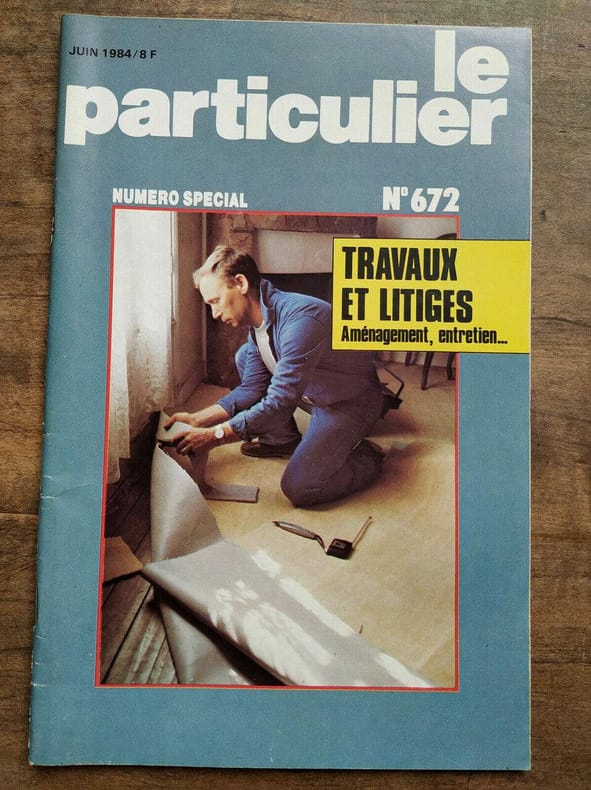 JUIN 1984/8 F
le
particulier
NUMERO SPECIAL
N° 672
TRAVAUX
ET LITIGES
Aménagement, entretien...